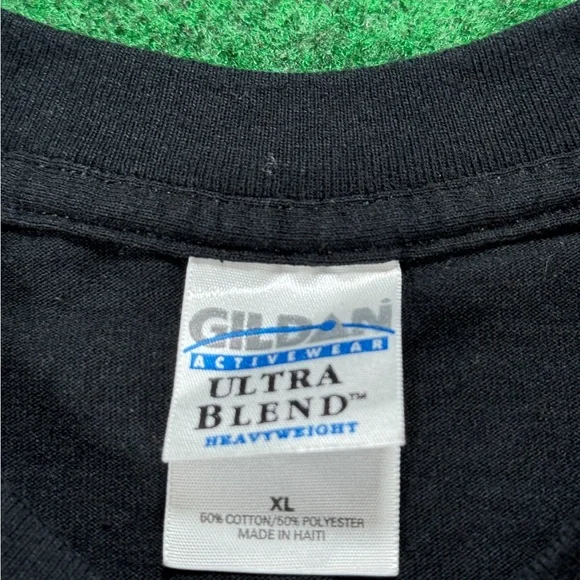 GILDAN
ACTIVEWEAR
ULTRA
BLEND™
HEAVYWEIGHT
XL
50% COTTON/50% POLYESTER
MADE IN HAITI